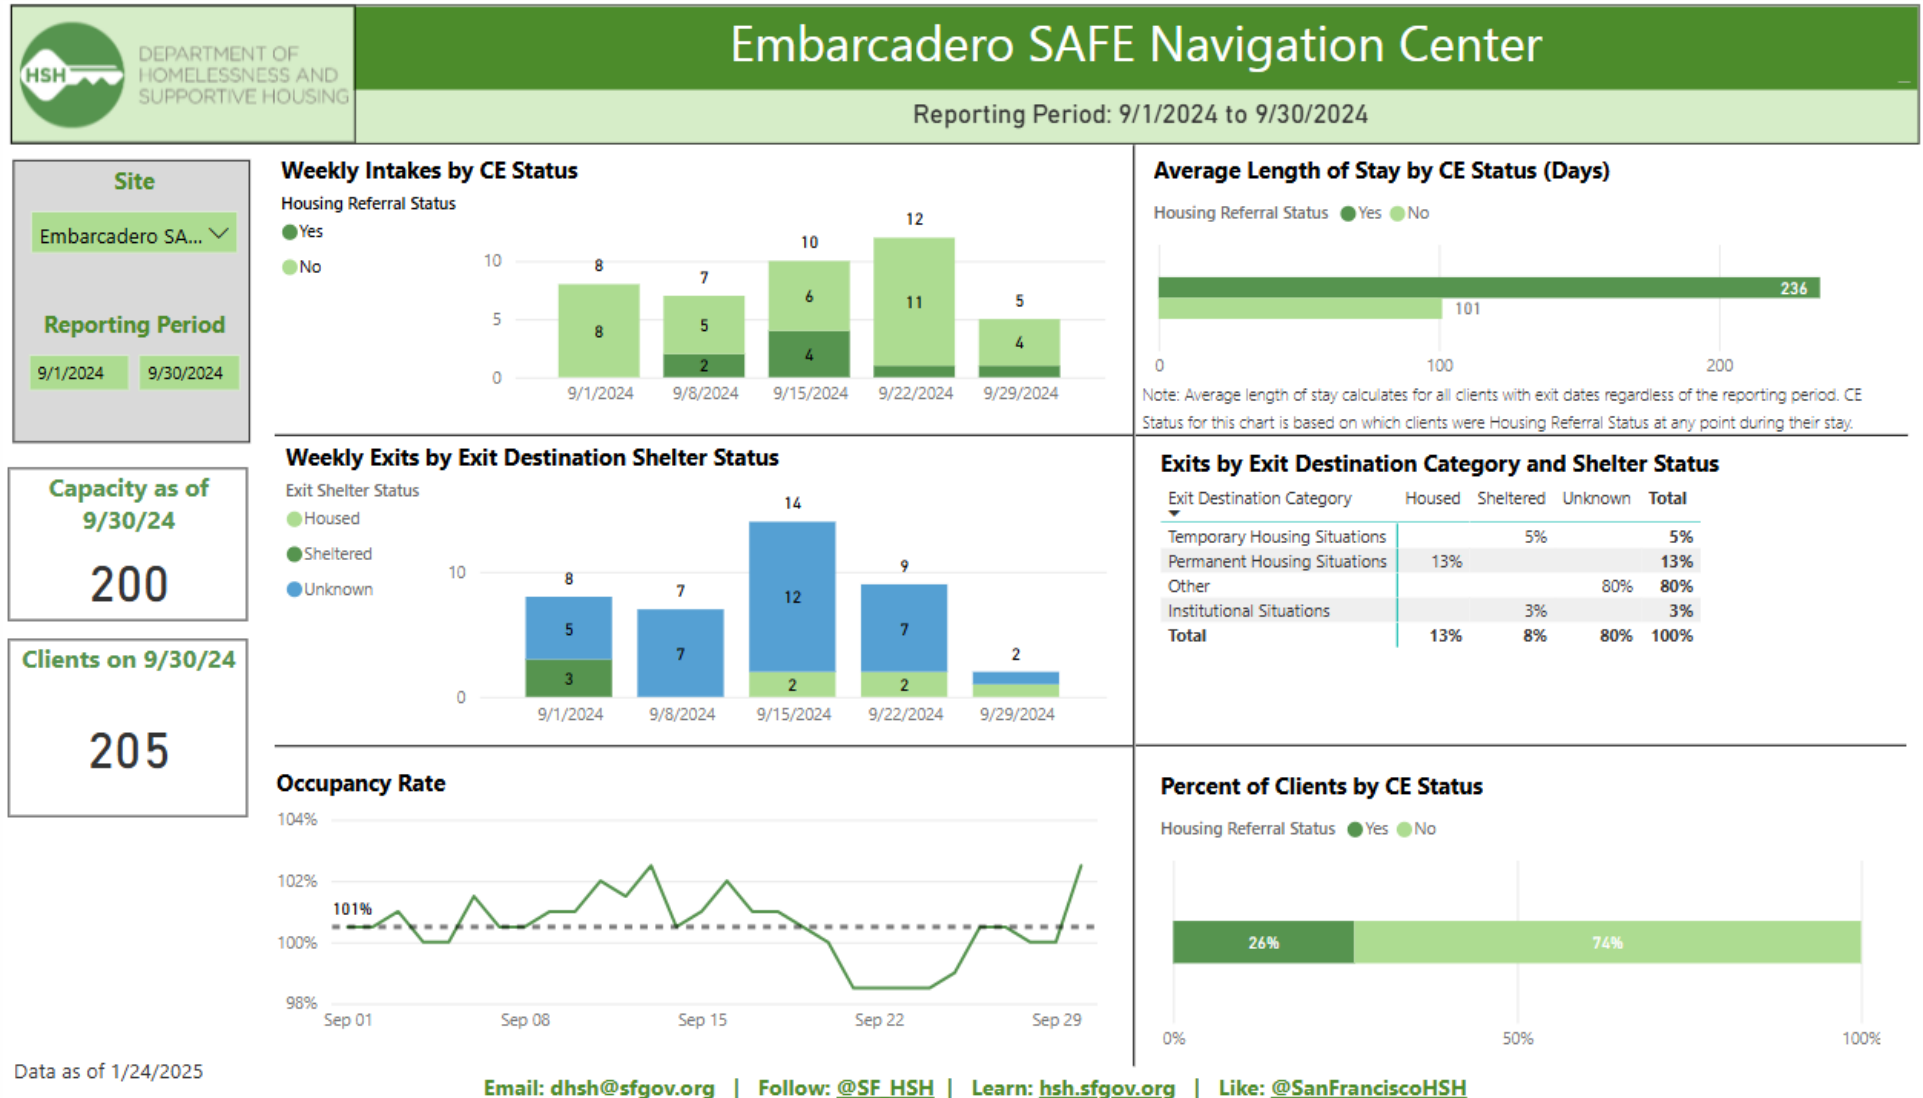 HSH
DEPARTMENT OF
HOMELESSNESS AND
SUPPORTIVE HOUSING
Embarcadero SAFE Navigation Center
Reporting Period: 9/1/2024 to 9/30/2024
Site
Embarcadero SA...
Reporting Period
9/1/2024 9/30/2024
Capacity as of
9/30/24
200
Clients on 9/30/24
205
Weekly Intakes by CE Status
Housing Referral Status
Yes
No
10
5
0
8
7
10
12
5
8
5
6
11
4
2
4
9/1/2024 9/8/2024 9/15/2024 9/22/2024 9/29/2024
Average Length of Stay by CE Status (Days)
Housing Referral Status Yes No
236
101
0 100 200
Note: Average length of stay calculates for all clients with exit dates regardless of the reporting period. CE
Status for this chart is based on which clients were Housing Referral Status at any point during their stay.
Weekly Exits by Exit Destination Shelter Status
Exit Shelter Status
Housed
Sheltered
Unknown
10
0
8
7
14
9
2
5
7
12
7
3
2
2
9/1/2024 9/8/2024 9/15/2024 9/22/2024 9/29/2024
Exits by Exit Destination Category and Shelter Status
Exit Destination Category Housed Sheltered Unknown Total
Temporary Housing Situations 5% 5%
Permanent Housing Situations 13% 13%
Other 80% 80%
Institutional Situations 3% 3%
Total 13% 8% 80% 100%
Occupancy Rate
104%
102%
101%
100%
98%
Sep 01 Sep 08 Sep 15 Sep 22 Sep 29
Percent of Clients by CE Status
Housing Referral Status Yes No
26% 74%
0% 50% 100%
Data as of 1/24/2025
Email: dhsh@sfgov.org | Follow: @SF_HSH | Learn: hsh.sfgov.org | Like: @SanFranciscoHSH